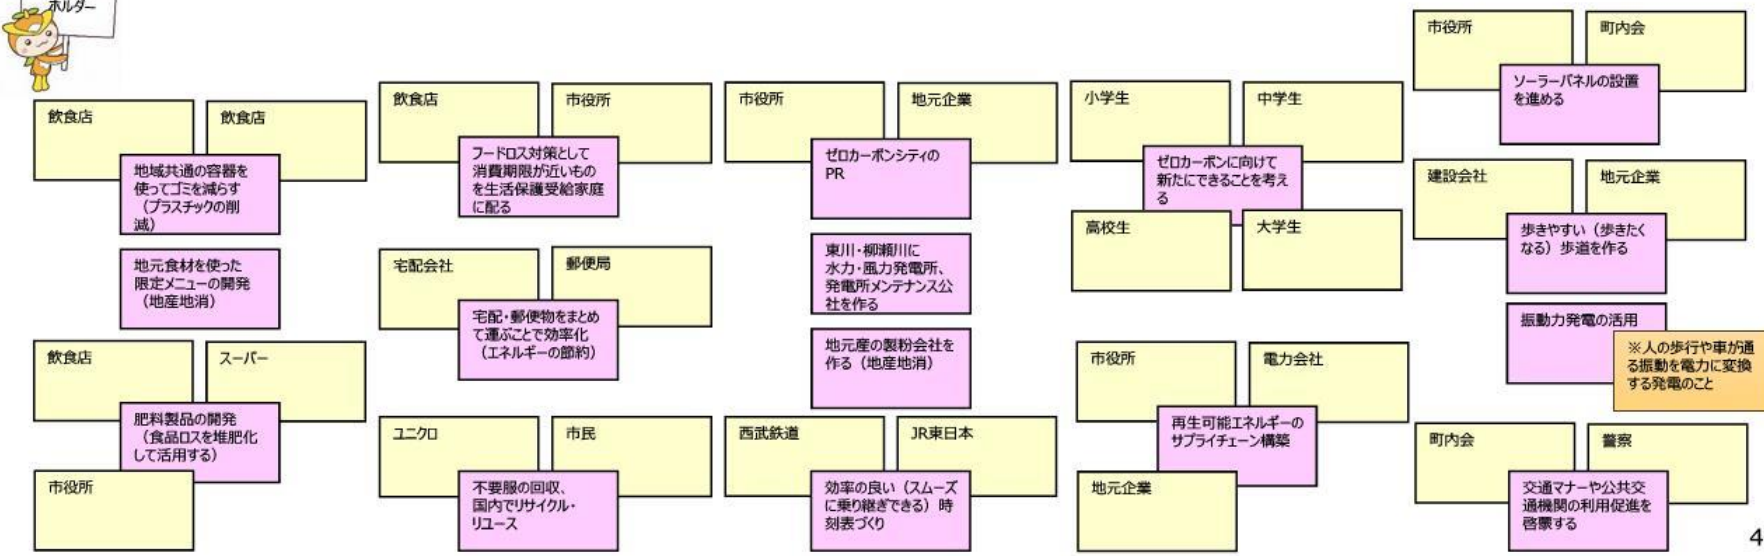 ホルダー
飲食店
飲食店
地域共通の容器を
使ってゴミを減らす
（プラスチックの削
減）
地元食材を使った
限定メニューの開発
（地産地消）
飲食店
スーパー
肥料製品の開発
（食品ロスを堆肥化
して活用する）
市役所
飲食店
市役所
フードロス対策として
消費期限が近いもの
を生活保護受給家庭
に配る
宅配会社
郵便局
宅配・郵便物をまとめ
て運ぶことで効率化
（エネルギーの節約）
ユニクロ
市民
不要服の回収、
国内でリサイクル・
リユース
市役所
地元企業
ゼロカーボンシティの
PR
東川・柳瀬川に
水力・風力発電所、
発電所メンテナンス公
社を作る
地元産の製粉会社を
作る（地産地消）
西武鉄道
JR東日本
効率の良い（スムーズ
に乗り継ぎできる）時
刻表づくり
小学生
中学生
ゼロカーボンに向けて
新たにできることを考え
る
高校生
大学生
市役所
電力会社
再生可能エネルギーの
サプライチェーン構築
地元企業
市役所
町内会
ソーラーパネルの設置
を進める
建設会社
地元企業
歩きやすい（歩きたく
なる）歩道を作る
振動力発電の活用
※人の歩行や車が通
る振動を電力に変換
する発電のこと
町内会
警察
交通マナーや公共交
通機関の利用促進を
啓蒙する
4